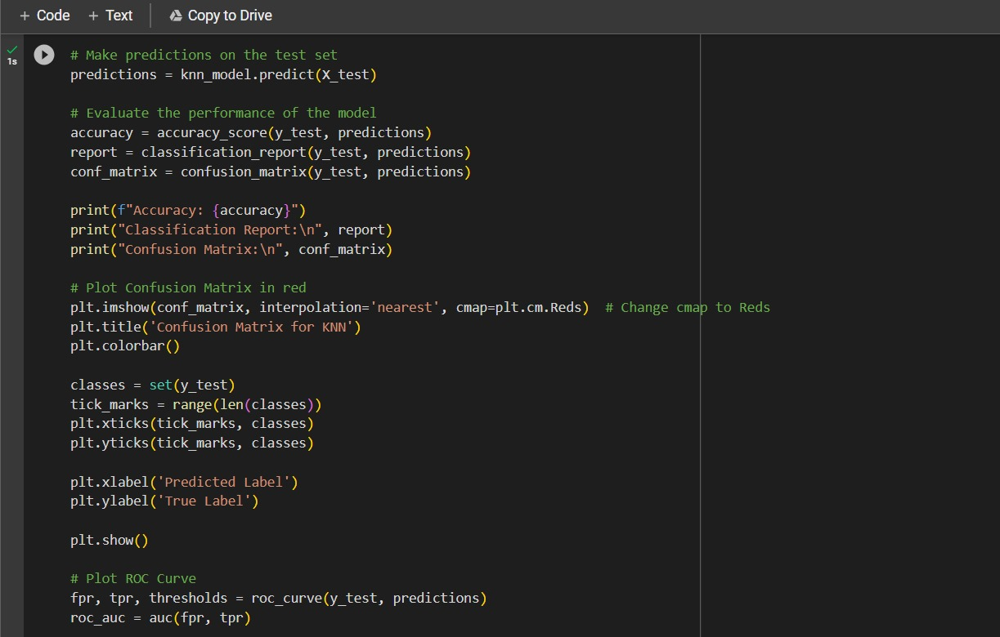 + Code + Text Copy to Drive
1s
# Make predictions on the test set
predictions = knn_model.predict(X_test)
# Evaluate the performance of the model
accuracy = accuracy_score(y_test, predictions)
report = classification_report(y_test, predictions)
conf_matrix = confusion_matrix(y_test, predictions)
print(f"Accuracy: {accuracy}")
print("Classification Report:\n", report)
print("Confusion Matrix:\n", conf_matrix)
# Plot Confusion Matrix in red
plt.imshow(conf_matrix, interpolation='nearest', cmap=plt.cm.Reds)  # Change cmap to Reds
plt.title('Confusion Matrix for KNN')
plt.colorbar()
classes = set(y_test)
tick_marks = range(len(classes))
plt.xticks(tick_marks, classes)
plt.yticks(tick_marks, classes)
plt.xlabel('Predicted Label')
plt.ylabel('True Label')
plt.show()
# Plot ROC Curve
fpr, tpr, thresholds = roc_curve(y_test, predictions)
roc_auc = auc(fpr, tpr)